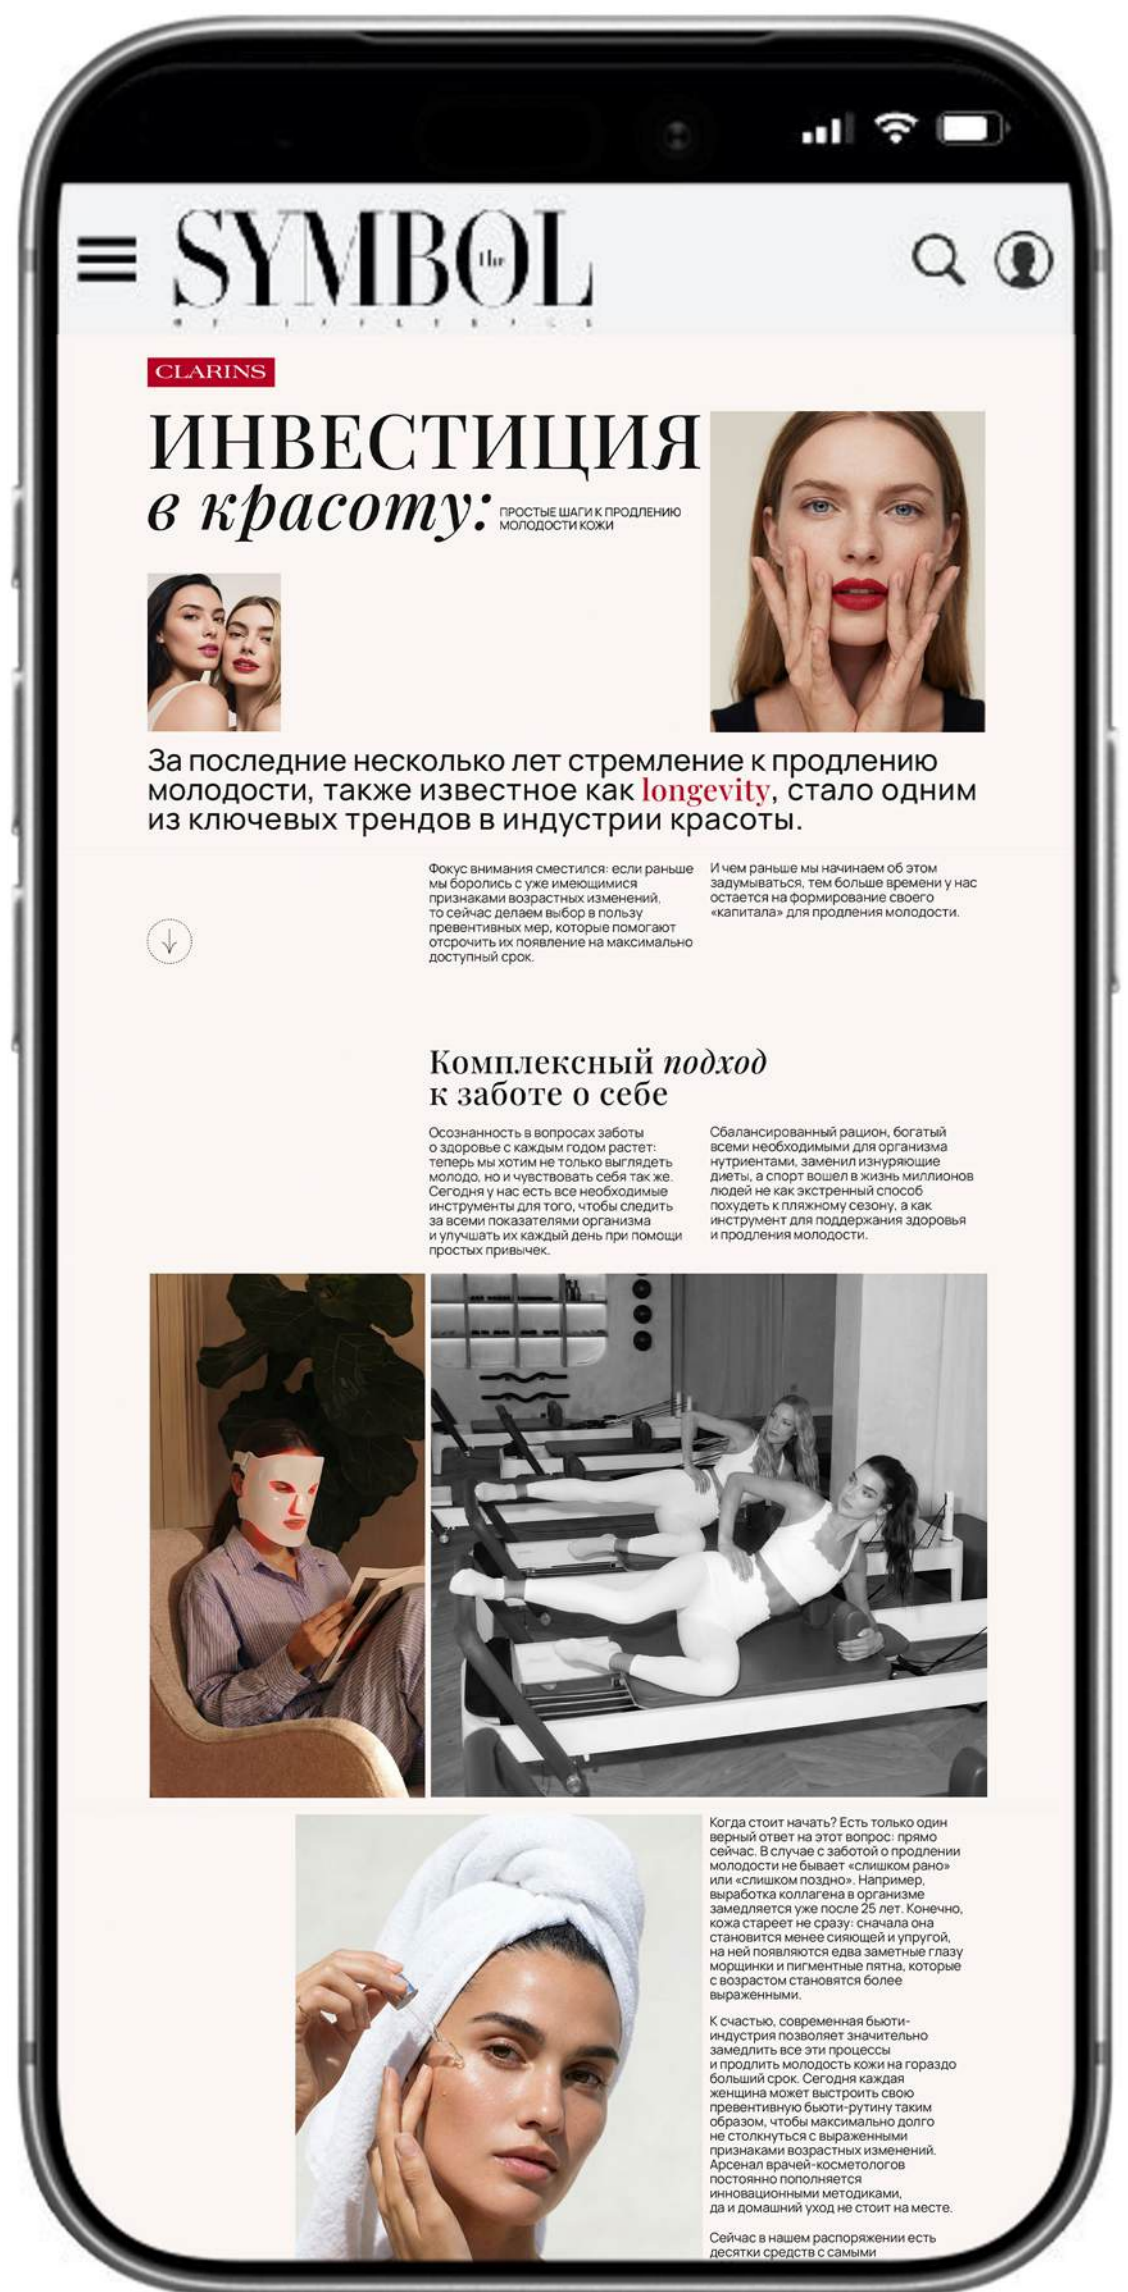 SYMBOL
the
CLARINS
ИНВЕСТИЦИЯ
в красоту:
ПРОСТЫЕ ШАГИ К ПРОДЛЕНИЮ
МОЛОДОСТИ КОЖИ
За последние несколько лет стремление к продлению
молодости, также известное как longevity, стало одним
из ключевых трендов в индустрии красоты.
Фокус внимания сместился: если раньше
мы боролись с уже имеющимися
признаками возрастных изменений,
то сейчас делаем выбор в пользу
превентивных мер, которые помогают
отсрочить их появление на максимально
доступный срок.
И чем раньше мы начинаем об этом
задумываться, тем больше времени у нас
остается на формирование своего
«капитала» для продления молодости.
Комплексный подход
к заботе о себе
Осознанность в вопросах заботы
о здоровье с каждым годом растет:
теперь мы хотим не только выглядеть
молодо, но и чувствовать себя так же.
Сегодня у нас есть все необходимые
инструменты для того, чтобы следить
за всеми показателями организма
и улучшать их каждый день при помощи
простых привычек.
Сбалансированный рацион, богатый
всеми необходимыми для организма
нутриентами, заменил изнуряющие
диеты, а спорт вошел в жизнь миллионов
людей не как экстренный способ
похудеть к пляжному сезону, а как
инструмент для поддержания здоровья
и продления молодости.
Когда стоит начать? Есть только один
верный ответ на этот вопрос: прямо
сейчас. В случае с заботой о продлении
молодости не бывает «слишком рано»
или «слишком поздно». Например,
выработка коллагена в организме
замедляется уже после 25 лет. Конечно,
кожа стареет не сразу: сначала она
становится менее сияющей и упругой,
на ней появляются едва заметные глазу
морщинки и пигментные пятна, которые
с возрастом становятся более
выраженными.
К счастью, современная бьюти-
индустрия позволяет значительно
замедлить все эти процессы
и продлить молодость кожи на гораздо
больший срок. Сегодня каждая
женщина может выстроить свою
превентивную бьюти-рутину таким
образом, чтобы максимально долго
не столкнуться с выраженными
признаками возрастных изменений.
Арсенал врачей-косметологов
постоянно пополняется
инновационными методиками,
да и домашний уход не стоит на месте.
Сейчас в нашем распоряжении есть
десятки средств с самыми